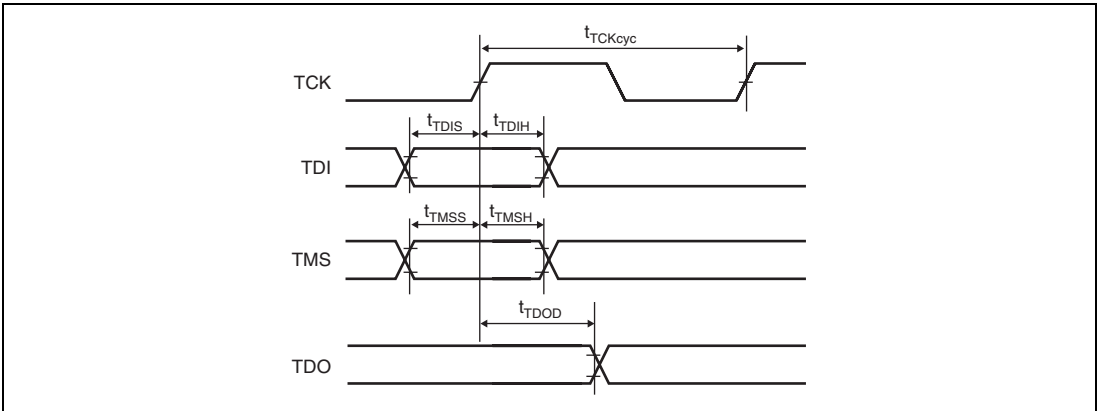 tTCKcyc
TCK
tTDIS tTDIH
TDI
tTMSS tTMSH
TMS
tTDOD
TDO